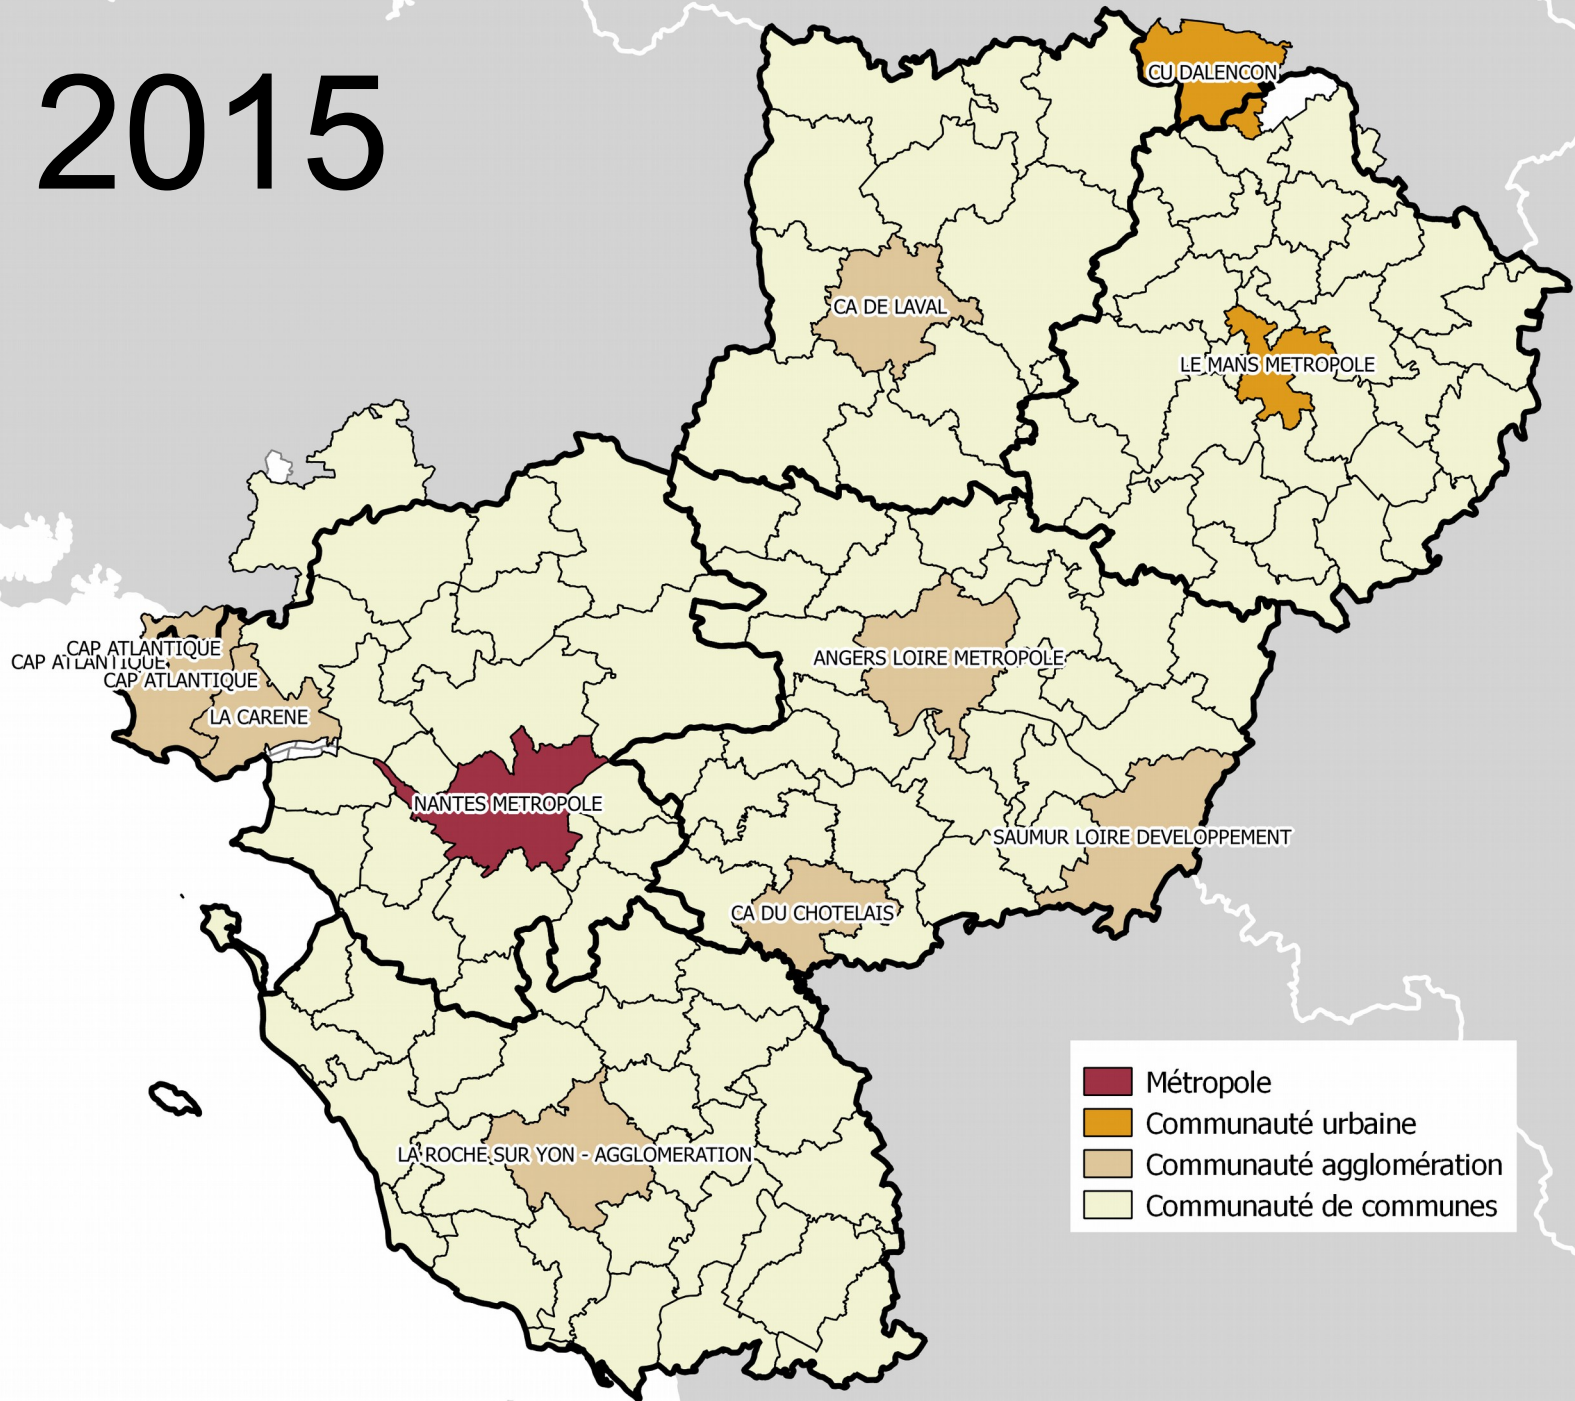 2015
CU DALENCON
CA DE LAVAL
LE MANS METROPOLE
CAP ATLANTIQUE
CAP ATLANTIQUE
CAP ATLANTIQUE
ANGERS LOIRE METROPOLE
LA CARENE
NANTES METROPOLE
SAUMUR LOIRE DEVELOPPEMENT
CA DU CHOTELAIS
LA ROCHE SUR YON - AGGLOMERATION
Métropole
Communauté urbaine
Communauté agglomération
Communauté de communes